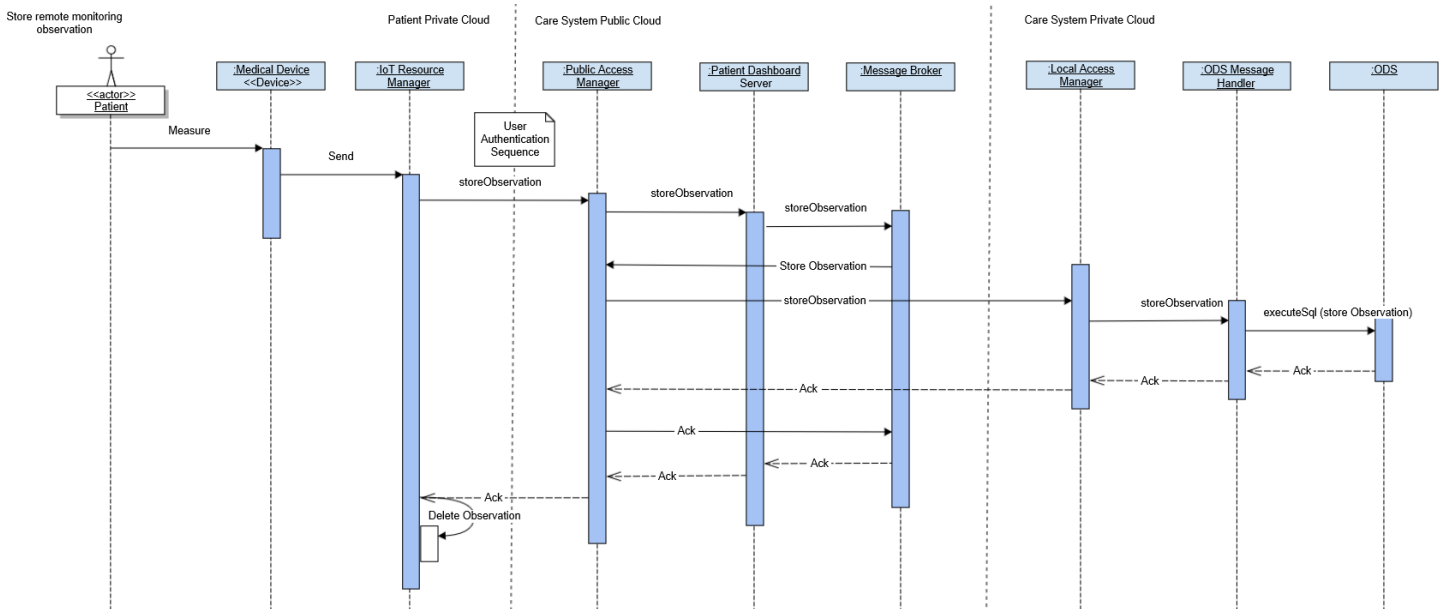 Store remote monitoring
observation
Patient Private Cloud
Care System Public Cloud
Care System Private Cloud
<<actor>>
Patient
:Medical Device
<<Device>>
:IoT Resource
Manager
:Public Access
Manager
:Patient Dashboard
Server
:Message Broker
:Local Access
Manager
:ODS Message
Handler
:ODS
User
Authentication
Sequence
Measure
Send
storeObservation
storeObservation
storeObservation
Store Observation
storeObservation
storeObservation
executeSql (store Observation)
Ack
Ack
Ack
Ack
Ack
Ack
Ack
Delete Observation